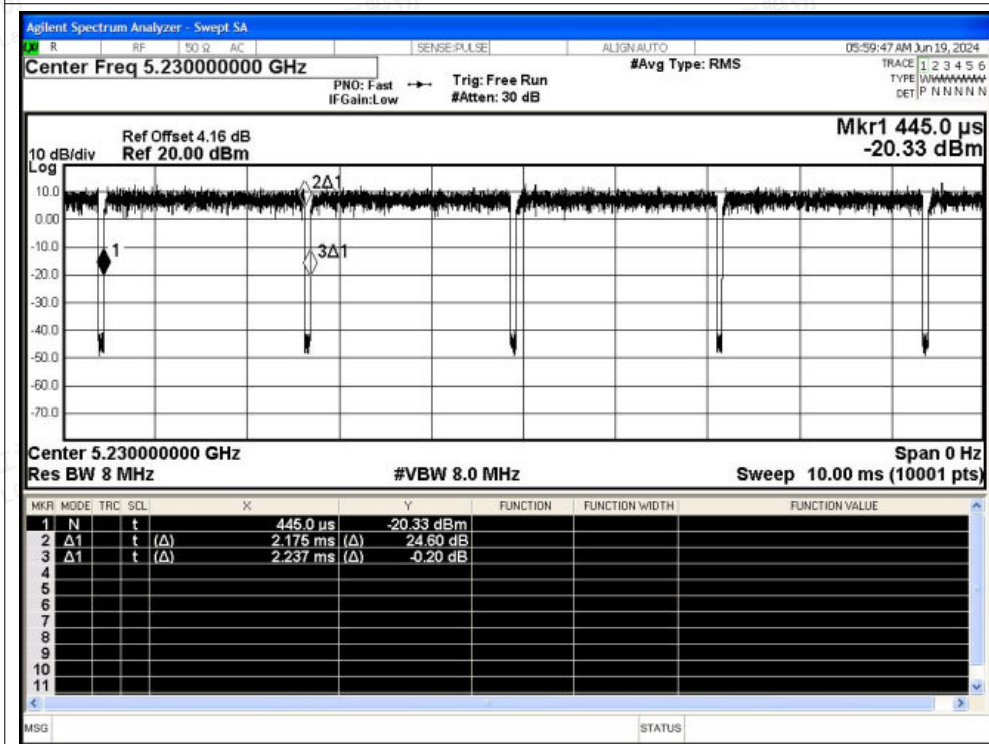 Agilent Spectrum Analyzer - Swept SA
LXI R RF 50 Ω AC SENSE:PULSE ALIGN AUTO 05:59:47 AM Jun 19, 2024
Center Freq 5.230000000 GHz #Avg Type: RMS TRACE 1 2 3 4 5 6
PNO: Fast Trig: Free Run TYPE WWWWWW
IFGain:Low #Atten: 30 dB DET P N N N N N
Mkr1 445.0 µs
Ref Offset 4.16 dB
10 dB/div Ref 20.00 dBm -20.33 dBm
Log
2Δ1
10.0
0.00
1 3Δ1
-10.0
-20.0
-30.0
-40.0
-50.0
-60.0
-70.0
Center 5.230000000 GHz Span 0 Hz
Res BW 8 MHz #VBW 8.0 MHz Sweep 10.00 ms (10001 pts)
MKR MODE TRC SCL X Y FUNCTION FUNCTION WIDTH FUNCTION VALUE
1 N t 445.0 µs -20.33 dBm
2 Δ1 t (Δ) 2.175 ms (Δ) 24.60 dB
3 Δ1 t (Δ) 2.237 ms (Δ) -0.20 dB
4
5
6
7
8
9
10
11
MSG STATUS